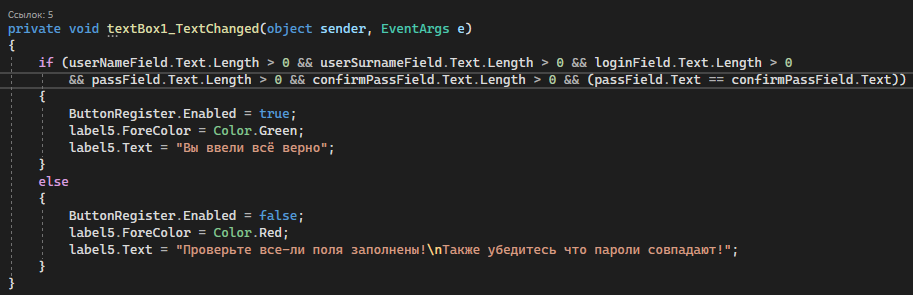 Ссылок: 5
private void textBox1_TextChanged(object sender, EventArgs e)
{
if (userNameField.Text.Length > 0 && userSurnameField.Text.Length > 0 && loginField.Text.Length > 0
&& passField.Text.Length > 0 && confirmPassField.Text.Length > 0 && (passField.Text == confirmPassField.Text))
{
ButtonRegister.Enabled = true;
label5.ForeColor = Color.Green;
label5.Text = "Вы ввели всё верно";
}
else
{
ButtonRegister.Enabled = false;
label5.ForeColor = Color.Red;
label5.Text = "Проверьте все-ли поля заполнены!\nТакже убедитесь что пароли совпадают!";
}
}